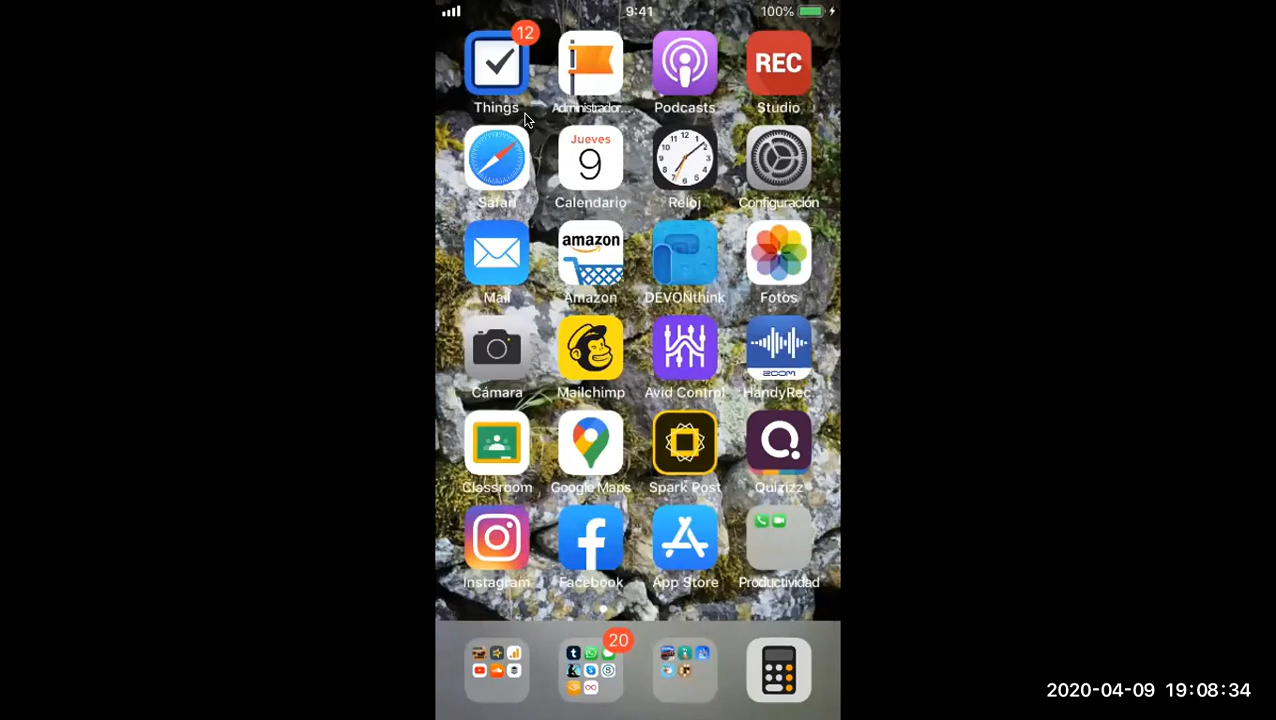 9:41
100%
12
REC
Things
Administrador...
Podcasts
Studio
Jueves
9
Safari
Calendario
Reloj
Configuración
amazon
Mail
Amazon
DEVONthink
Fotos
ZOOM
Cámara
Mailchimp
Avid Control
HandyRec...
Classroom
Google Maps
Spark Post
Quizizz
Instagram
Facebook
App Store
Productividad
20
2020-04-09 19:08:34